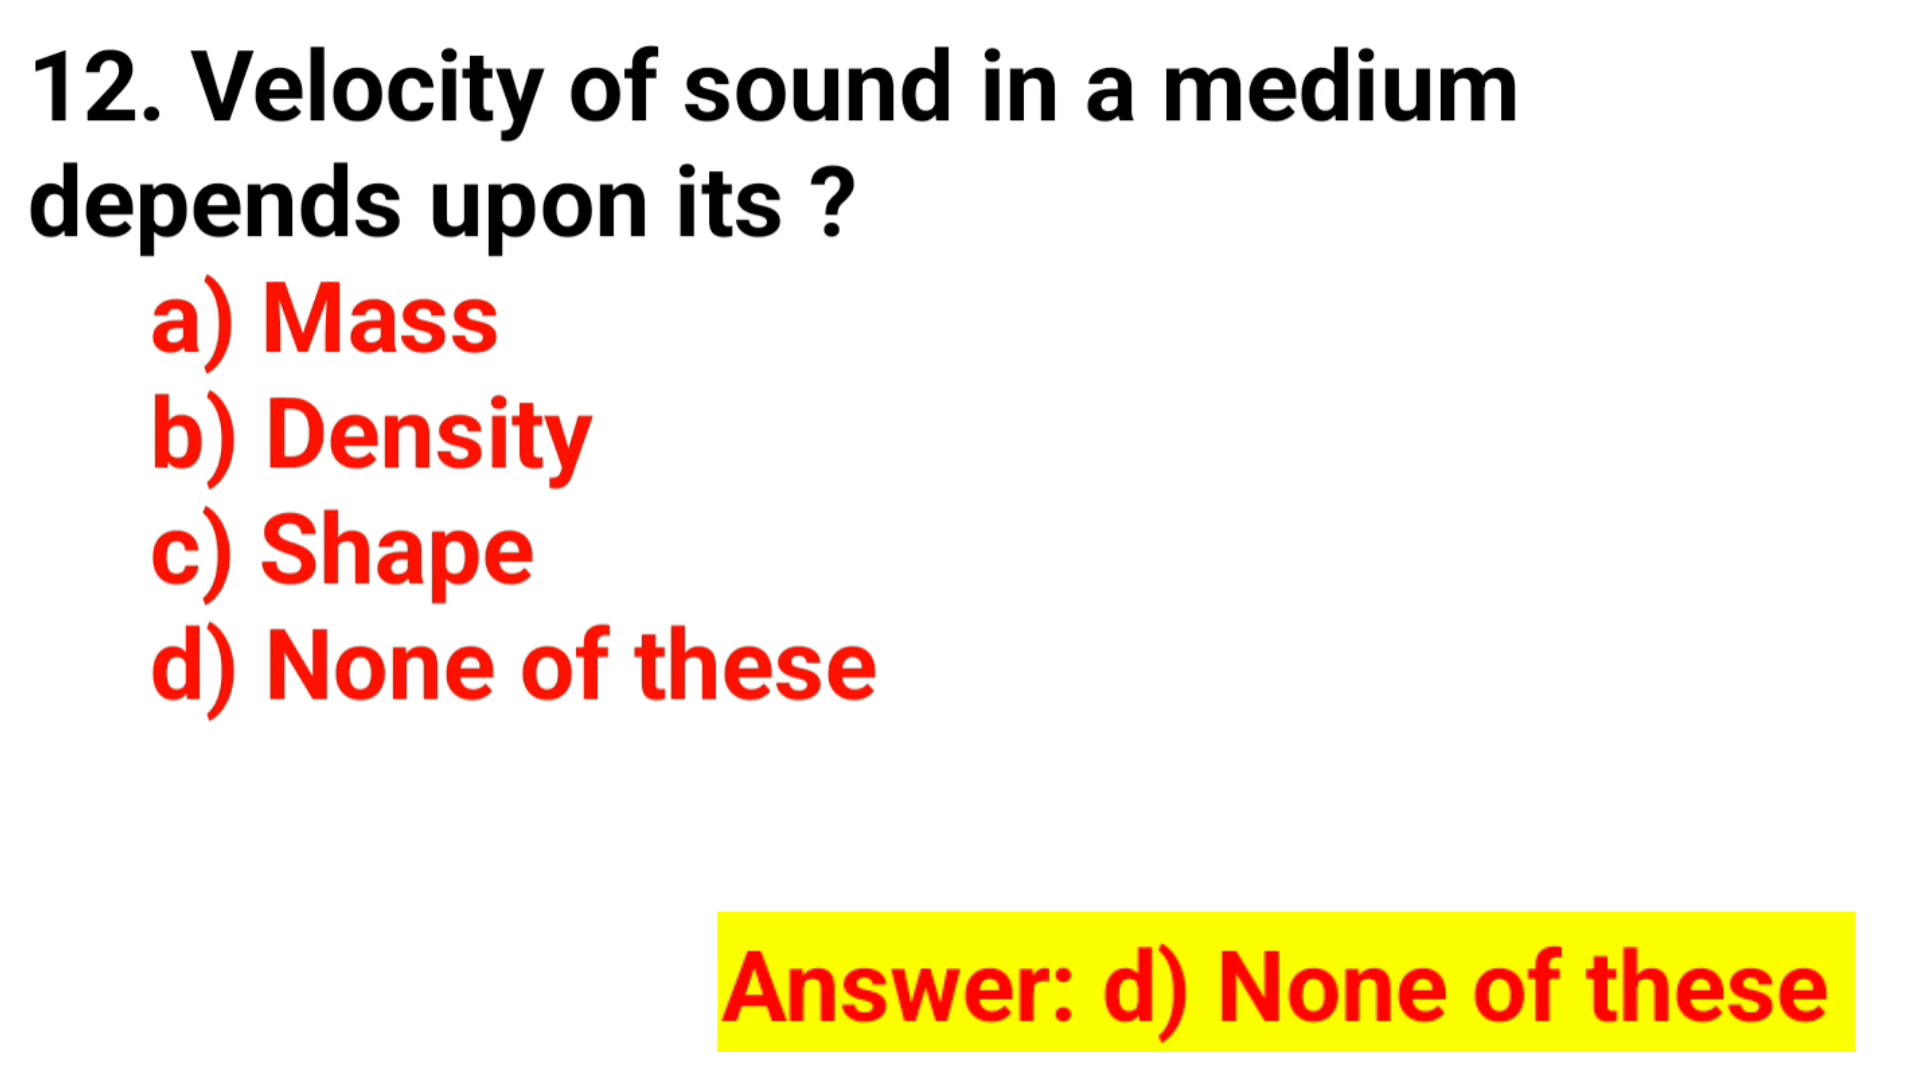 12. Velocity of sound in a medium
depends upon its ?
a) Mass
b) Density
c) Shape
d) None of these
Answer: d) None of these